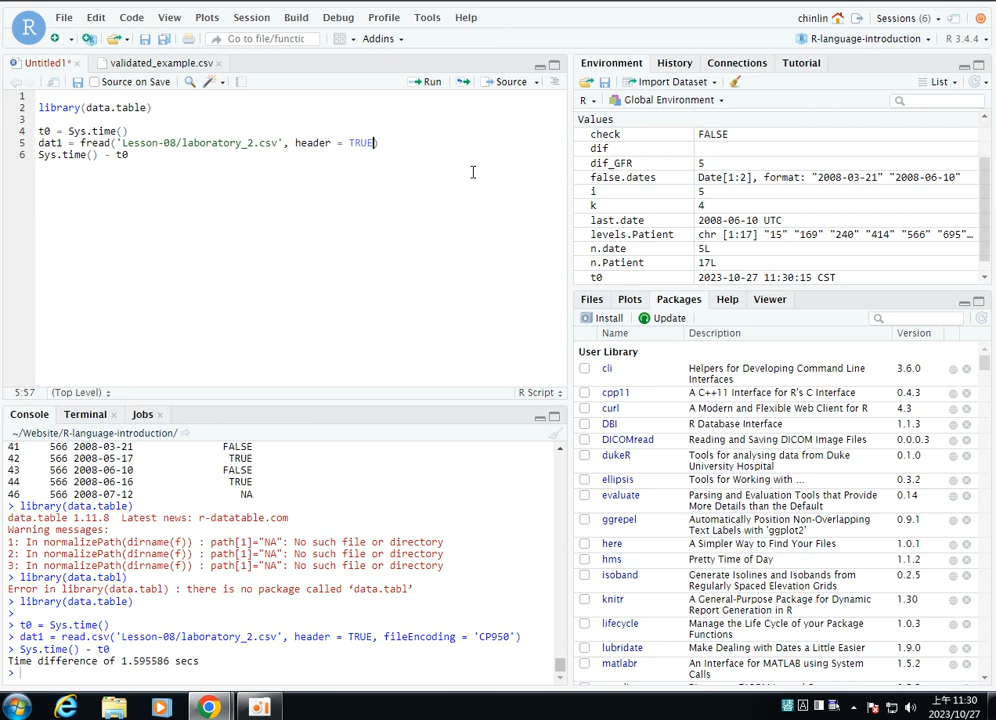 File Edit Code View Plots Session Build Debug Profile Tools Help
chinlin Sessions (6)
Go to file/functic Addins
R-language-introduction R 3.4.4
Untitled1* × validated_example.csv ×
Source on Save Run Source
1
2 library(data.table)
3
4 t0 = Sys.time()
5 dat1 = fread('Lesson-08/laboratory_2.csv', header = TRUE)
6 Sys.time() - t0
5:57 (Top Level) R Script
Console Terminal × Jobs ×
~/Website/R-language-introduction/
41 566 2008-03-21 FALSE
42 566 2008-05-17 TRUE
43 566 2008-06-10 FALSE
44 566 2008-06-16 TRUE
46 566 2008-07-12 NA
> library(data.table)
data.table 1.11.8 Latest news: r-datatable.com
Warning messages:
1: In normalizePath(dirname(f)) : path[1]="NA": No such file or directory
2: In normalizePath(dirname(f)) : path[1]="NA": No such file or directory
3: In normalizePath(dirname(f)) : path[1]="NA": No such file or directory
> library(data.tabl)
Error in library(data.tabl) : there is no package called ‘data.tabl’
> library(data.table)
>
> t0 = Sys.time()
> dat1 = read.csv('Lesson-08/laboratory_2.csv', header = TRUE, fileEncoding = 'CP950')
> Sys.time() - t0
Time difference of 1.595586 secs
>
Environment History Connections Tutorial
Import Dataset List
R Global Environment
Values
check FALSE
dif
dif_GFR 5
false.dates Date[1:2], format: "2008-03-21" "2008-06-10"
i 5
k 4
last.date 2008-06-10 UTC
levels.Patient chr [1:17] "15" "169" "240" "414" "566" "695"…
n.date 5L
n.Patient 17L
t0 2023-10-27 11:30:15 CST
Files Plots Packages Help Viewer
Install Update
Name Description Version
User Library
cli Helpers for Developing Command Line Interfaces 3.6.0
cpp11 A C++11 Interface for R's C Interface 0.4.3
curl A Modern and Flexible Web Client for R 4.3
DBI R Database Interface 1.1.3
DICOMread Reading and Saving DICOM Image Files 0.0.0.3
dukeR Tools for analysing data from Duke University Hospital 0.1.0
ellipsis Tools for Working with ... 0.3.2
evaluate Parsing and Evaluation Tools that Provide More Details than the Default 0.14
ggrepel Automatically Position Non-Overlapping Text Labels with 'ggplot2' 0.9.1
here A Simpler Way to Find Your Files 1.0.1
hms Pretty Time of Day 1.1.2
isoband Generate Isolines and Isobands from Regularly Spaced Elevation Grids 0.2.5
knitr A General-Purpose Package for Dynamic Report Generation in R 1.30
lifecycle Manage the Life Cycle of your Package Functions 1.0.3
lubridate Make Dealing with Dates a Little Easier 1.9.0
matlabr An Interface for MATLAB using System Calls 1.5.2
上午 11:30
2023/10/27